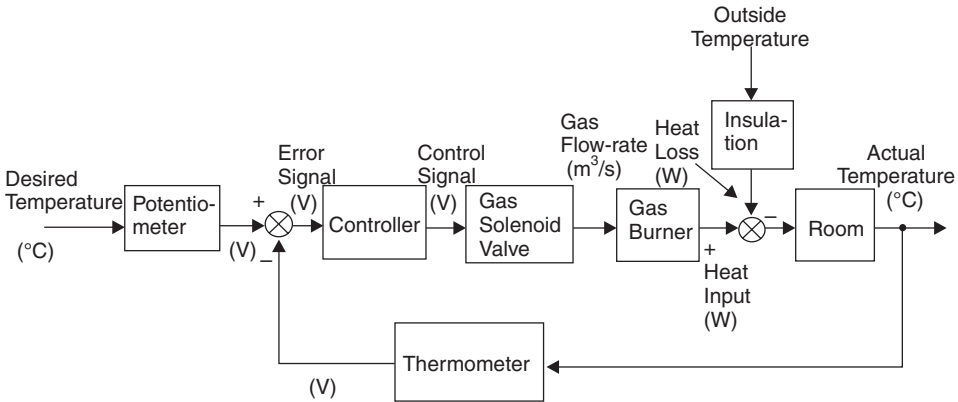 Outside
Temperature
Insula-
tion
Gas
Flow-rate
(m³/s)
Heat
Loss
(W)
Actual
Temperature
(°C)
Desired
Temperature
(°C)
Potentio-
meter
(V)
+
−
Error
Signal
(V)
Controller
Control
Signal
(V)
Gas
Solenoid
Valve
Gas
Burner
+
Heat
Input
(W)
−
Room
Thermometer
(V)